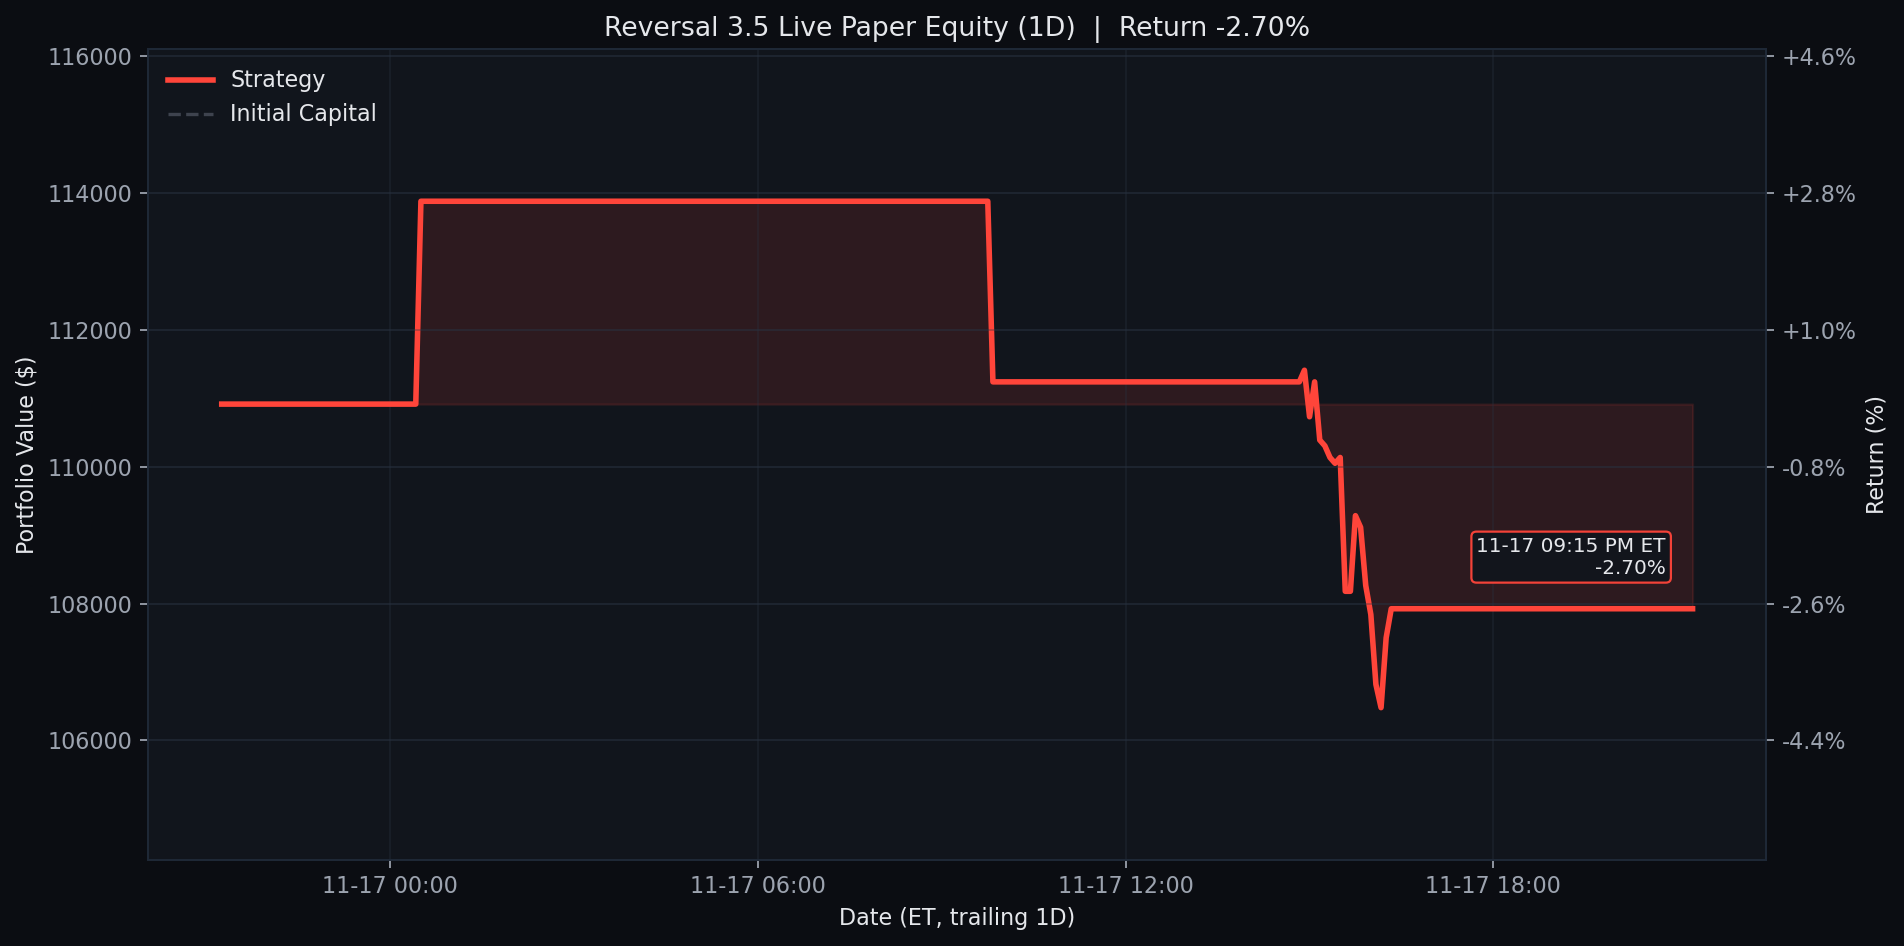 Reversal 3.5 Live Paper Equity (1D) | Return -2.70%
Strategy
Initial Capital
Portfolio Value ($)
116000
114000
112000
110000
108000
106000
+4.6%
+2.8%
+1.0%
-0.8%
-2.6%
-4.4%
Return (%)
11-17 09:15 PM ET
-2.70%
11-17 00:00
11-17 06:00
11-17 12:00
11-17 18:00
Date (ET, trailing 1D)